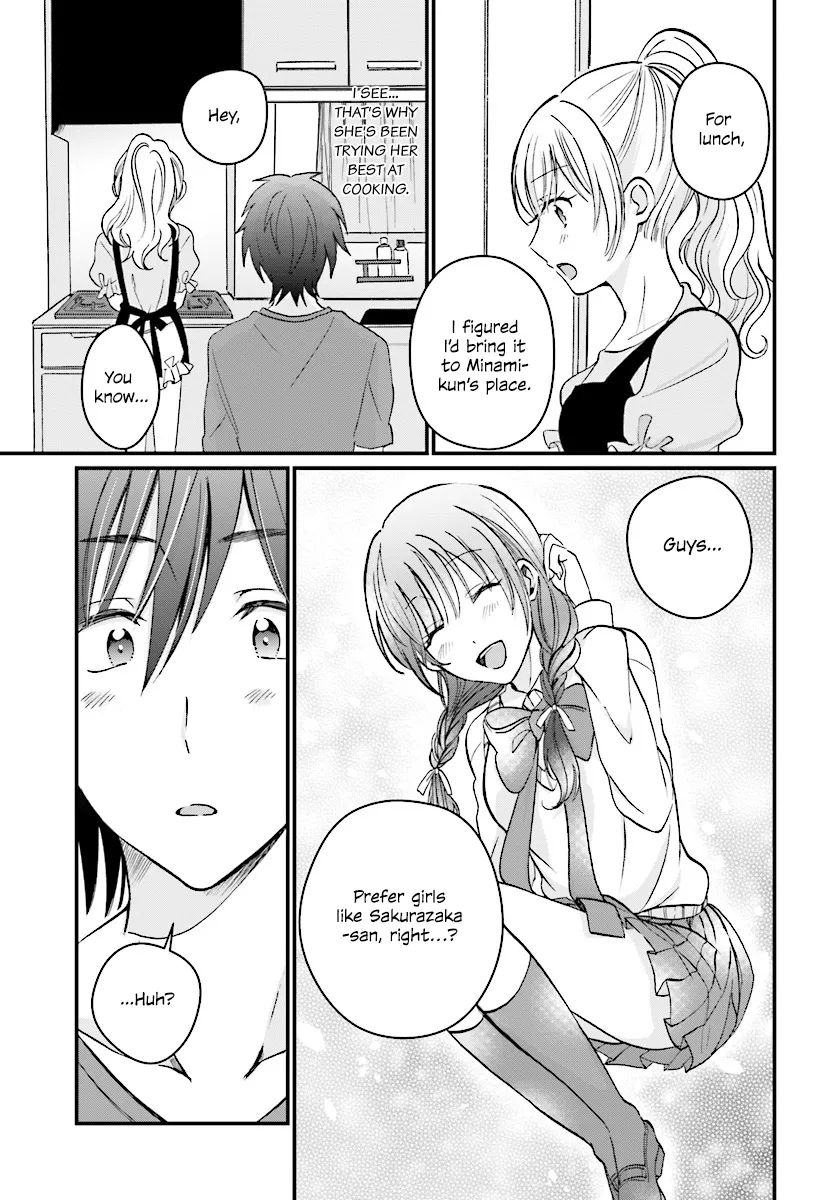 For
lunch,
I figured
I'd bring it
to Minami-
kun's place.
I SEE...
THAT'S WHY
SHE'S BEEN
TRYING HER
BEST AT
COOKING.
Hey,
You
know...
Guys...
Prefer girls
like Sakurazaka
-san, right...?
...Huh?